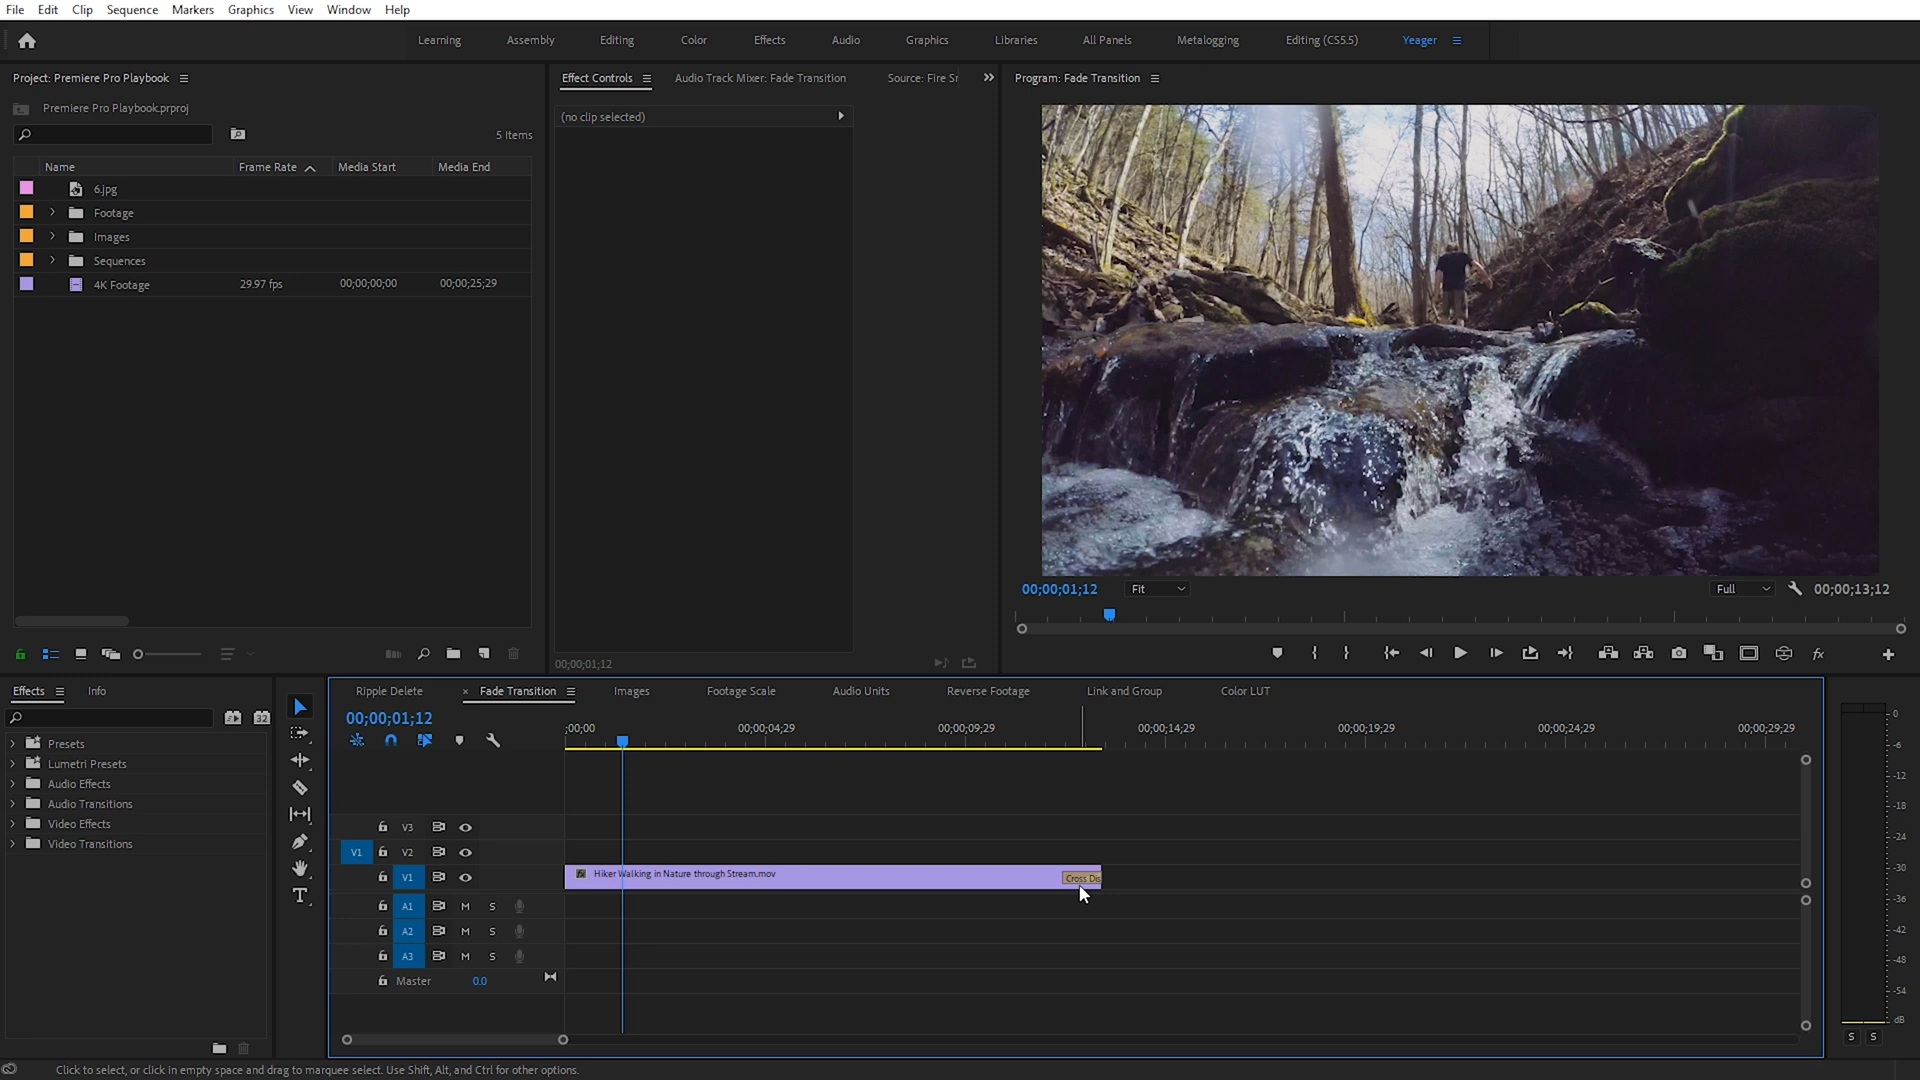 File Edit Clip Sequence Markers Graphics View Window Help
Learning Assembly Editing Color Effects Audio Graphics Libraries All Panels Metalogging Editing (CS5.5) Yeager
Project: Premiere Pro Playbook
Premiere Pro Playbook.prproj
5 Items
Name Frame Rate Media Start Media End
6.jpg
Footage
Images
Sequences
4K Footage 29.97 fps 00;00;00;00 00;00;25;29
Effect Controls Audio Track Mixer: Fade Transition Source: Fire Sr
(no clip selected)
00;00;01;12
Program: Fade Transition
00;00;01;12 Fit Full 00;00;13;12
fx
Effects Info
32
Presets
Lumetri Presets
Audio Effects
Audio Transitions
Video Effects
Video Transitions
T
Ripple Delete × Fade Transition Images Footage Scale Audio Units Reverse Footage Link and Group Color LUT
00;00;01;12
;00;00 00;00;04;29 00;00;09;29 00;00;14;29 00;00;19;29 00;00;24;29 00;00;29;29
V3
V1 V2
V1
fx Hiker Walking in Nature through Stream.mov Cross Dis
A1 M S
A2 M S
A3 M S
Master 0.0
0
-6
-12
-18
-24
-30
-36
-42
-48
-54
dB
S S
Click to select, or click in empty space and drag to marquee select. Use Shift, Alt, and Ctrl for other options.